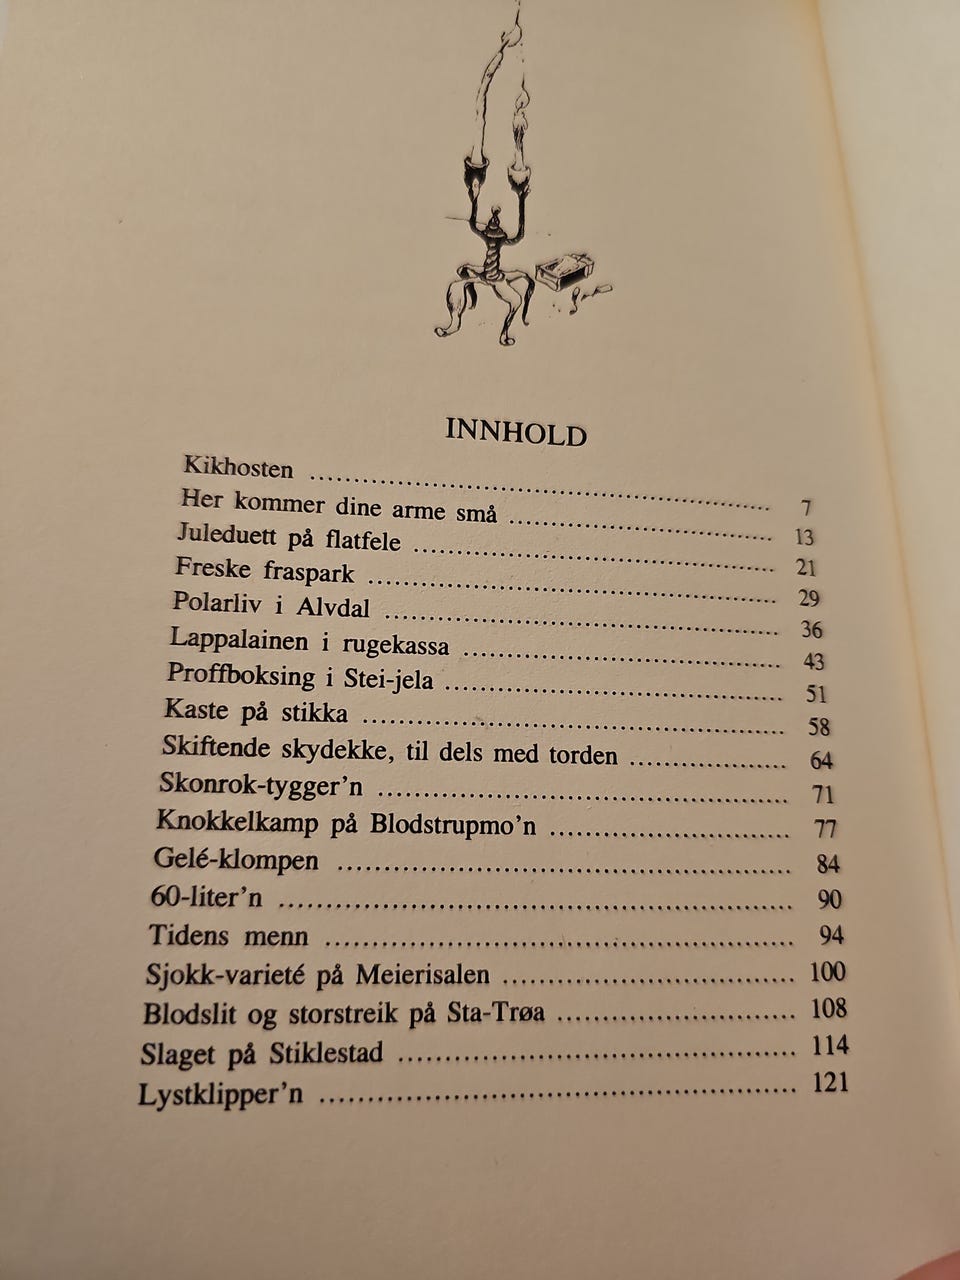 INNHOLD
Kikhosten ........................................................ 7
Her kommer dine arme små ................................. 13
Juleduett på flatfele ............................................. 21
Freske fraspark .................................................... 29
Polarliv i Alvdal .................................................. 36
Lappalainen i rugekassa ........................................ 43
Proffboksing i Stei-jela .......................................... 51
Kaste på stikka ..................................................... 58
Skiftende skydekke, til dels med torden .................... 64
Skonrok-tygger'n ................................................... 71
Knokkelkamp på Blodstrupmo'n .............................. 77
Gelé-klompen ....................................................... 84
60-liter'n .............................................................. 90
Tidens menn ......................................................... 94
Sjokk-varieté på Meierisalen ................................... 100
Blodslit og storstreik på Sta-Trøa ............................ 108
Slaget på Stiklestad ............................................... 114
Lystklipper'n ......................................................... 121